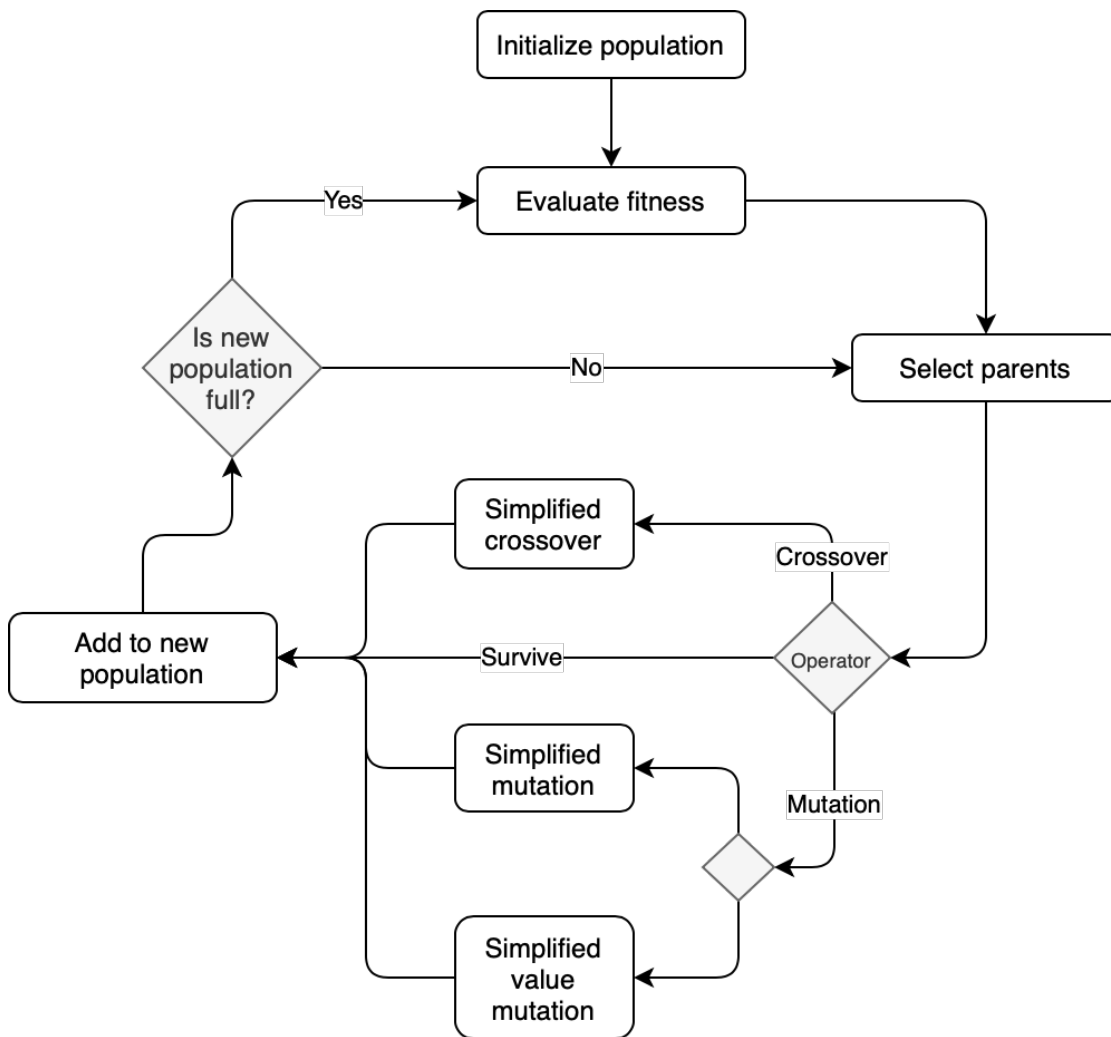 Initialize population
Yes
Evaluate fitness
Is new
population
full?
No
Select parents
Simplified
crossover
Crossover
Add to new
population
Survive
Operator
Simplified
mutation
Mutation
Simplified
value
mutation